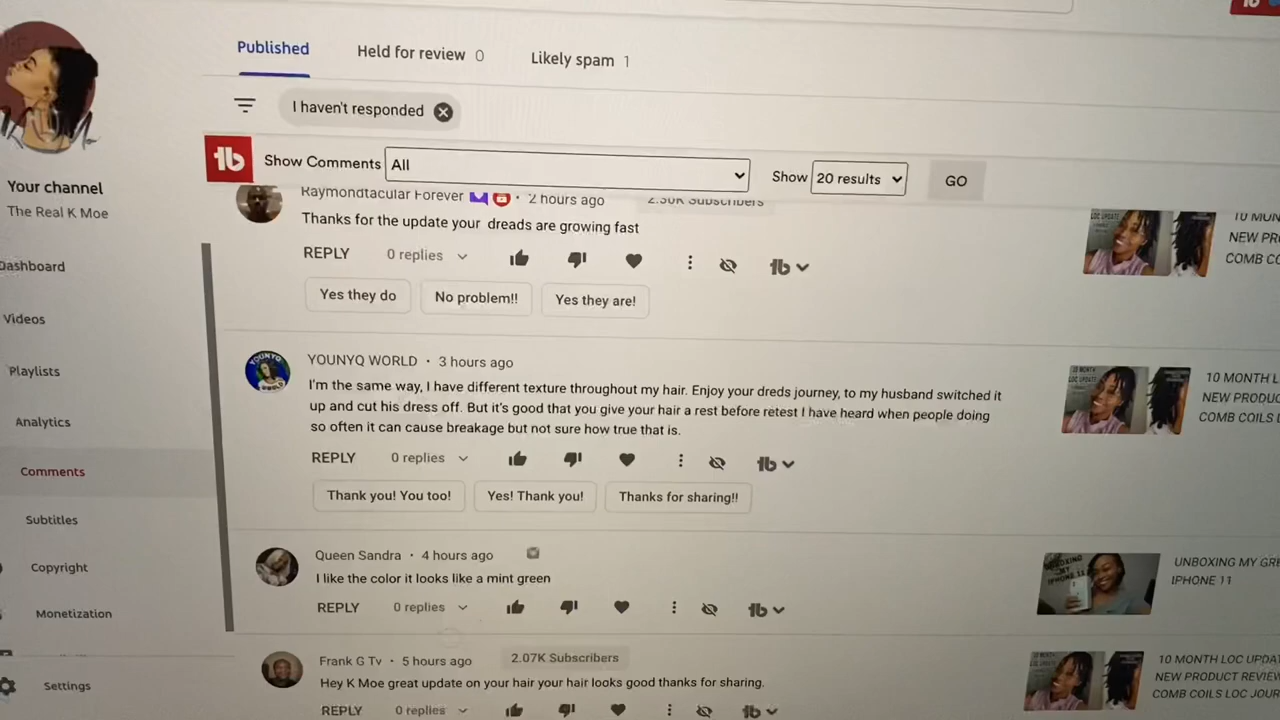 Published
Held for review 0
Likely spam 1
I haven't responded
Show Comments All
Show 20 results GO
Your channel
The Real K Moe
Dashboard
Videos
Playlists
Analytics
Comments
Subtitles
Copyright
Monetization
Settings
Raymondtacular Forever • 2 hours ago 2.30K Subscribers
Thanks for the update your dreads are growing fast
REPLY 0 replies
Yes they do No problem!! Yes they are!
NEW PR
COMB CO
YOUNYQ WORLD • 3 hours ago
I'm the same way, I have different texture throughout my hair. Enjoy your dreds journey, to my husband switched it
up and cut his dress off. But it's good that you give your hair a rest before retest I have heard when people doing
so often it can cause breakage but not sure how true that is.
REPLY 0 replies
Thank you! You too! Yes! Thank you! Thanks for sharing!!
10 MONTH L
NEW PRODUC
COMB COILS L
Queen Sandra • 4 hours ago
I like the color it looks like a mint green
REPLY 0 replies
UNBOXING MY GRE
IPHONE 11
Frank G Tv • 5 hours ago 2.07K Subscribers
Hey K Moe great update on your hair your hair looks good thanks for sharing.
REPLY 0 replies
10 MONTH LOC UPDA
NEW PRODUCT REVIEW
COMB COILS LOC JOUR